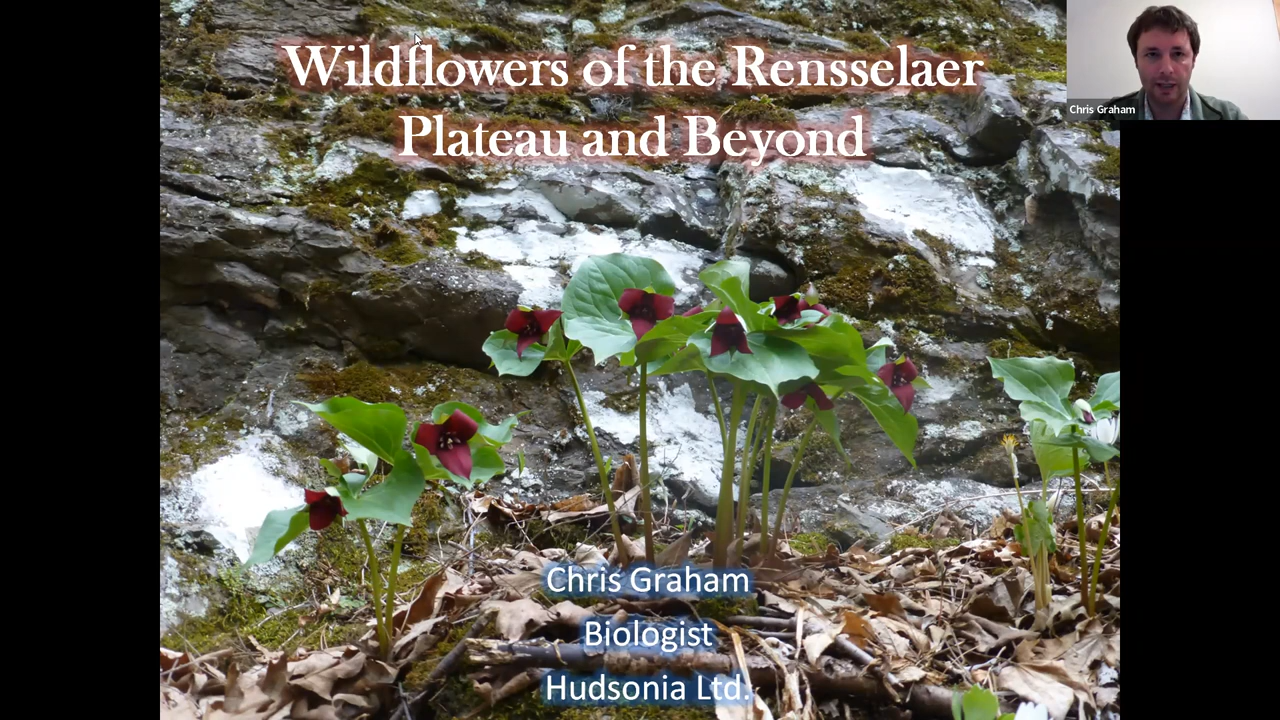 Wildflowers of the Rensselaer
Plateau and Beyond
Chris Graham
Chris Graham
Biologist
Hudsonia Ltd.